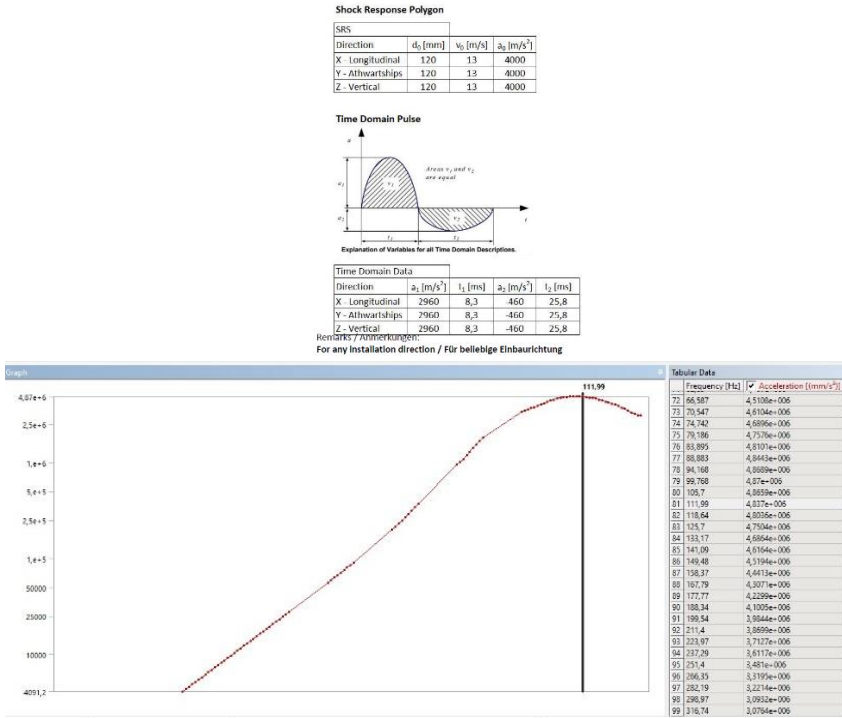 Shock Response Polygon
SRS
Direction d₀ [mm] v₀ [m/s] a₀ [m/s²]
X - Longitudinal 120 13 4000
Y - Athwartships 120 13 4000
Z - Vertical 120 13 4000
Time Domain Pulse
a
a₁
v₁
Areas v₁ and v₂
are equal
a₂
v₂
t
t₁ t₂
Explanation of Variables for all Time Domain Descriptions.
Time Domain Data
Direction a₁ [m/s²] t₁ [ms] a₂ [m/s²] t₂ [ms]
X - Longitudinal 2960 8,3 -460 25,8
Y - Athwartships 2960 8,3 -460 25,8
Z - Vertical 2960 8,3 -460 25,8
Remarks / Anmerkungen:
For any installation direction / Für beliebige Einbaurichtung
Graph
111,99
4,87e+6
2,5e+6
1,e+6
5,e+5
2,5e+5
1,e+5
50000
25000
10000
4091,2
Tabular Data
Frequency [Hz] Acceleration [(mm/s²)]
72 66,587 4,5108e+006
73 70,547 4,6104e+006
74 74,742 4,6896e+006
75 79,186 4,7576e+006
76 83,895 4,8101e+006
77 88,883 4,8443e+006
78 94,168 4,8689e+006
79 99,768 4,87e+006
80 105,7 4,8659e+006
81 111,99 4,837e+006
82 118,64 4,8036e+006
83 125,7 4,7504e+006
84 133,17 4,6864e+006
85 141,09 4,6164e+006
86 149,48 4,5194e+006
87 158,37 4,4413e+006
88 167,79 4,3071e+006
89 177,77 4,2299e+006
90 188,34 4,1005e+006
91 199,54 3,9844e+006
92 211,4 3,8699e+006
93 223,97 3,7127e+006
94 237,29 3,6117e+006
95 251,4 3,481e+006
96 266,35 3,3195e+006
97 282,19 3,2214e+006
98 298,97 3,0932e+006
99 316,74 3,0764e+006